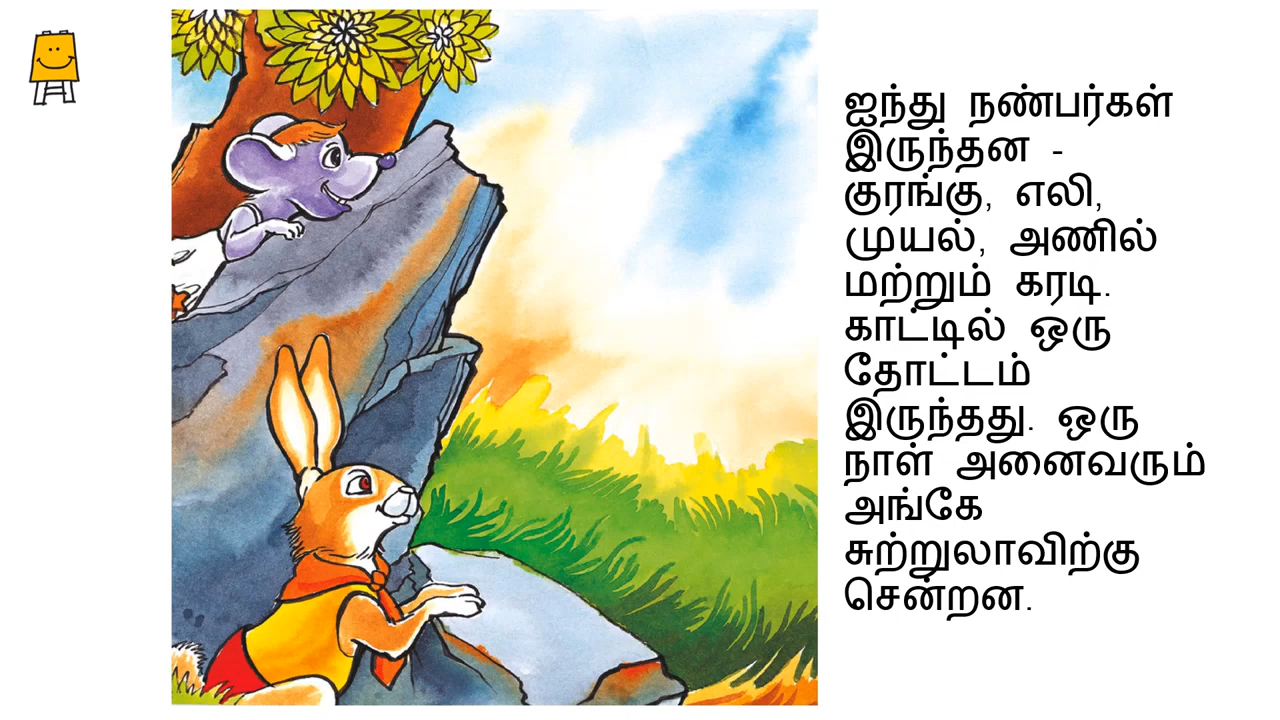 ஐந்து நண்பர்கள்
இருந்தன -
குரங்கு, எலி,
முயல், அணில்
மற்றும் கரடி.
காட்டில் ஒரு
தோட்டம்
இருந்தது. ஒரு
நாள் அனைவரும்
அங்கே
சுற்றுலாவிற்கு
சென்றன.